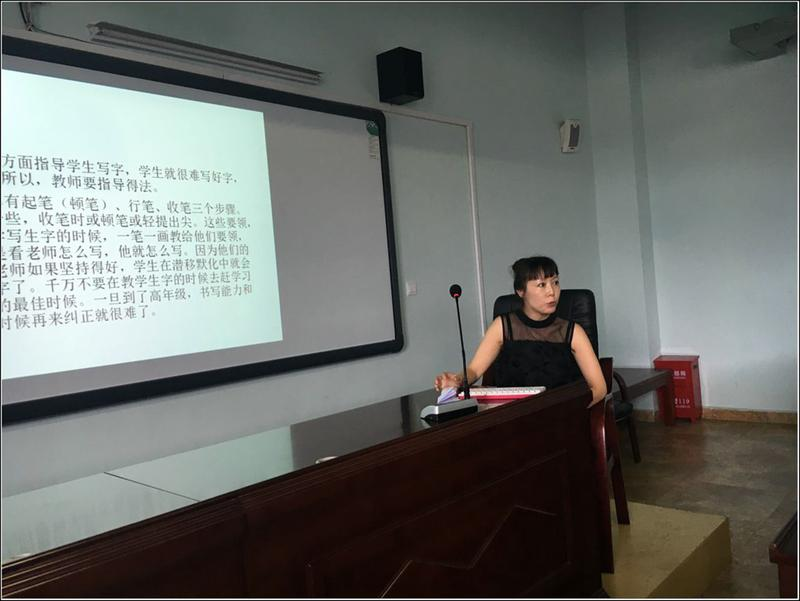 方面指导学生写字，学生就很难写好字，
所以，教师要指导得法。
有起笔（顿笔）、行笔、收笔三个步骤。
些，收笔时或顿笔或轻提出尖。这些要领，
写生字的时候，一笔一画教给他们要领，
是看老师怎么写，他就怎么写。因为他们的
老师如果坚持得好，学生在潜移默化中就会
字了。千万不要在教学生字的时候去赶学习
的最佳时候。一旦到了高年级，书写能力和
时候再来纠正就很难了。
119